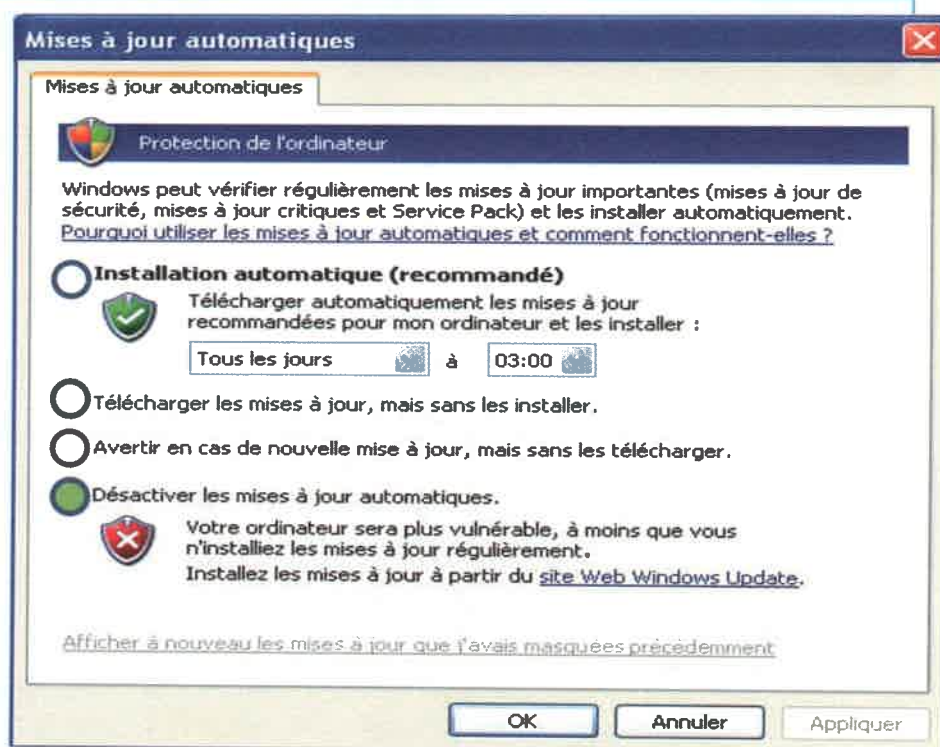 Mises à jour automatiques
Mises à jour automatiques
Protection de l'ordinateur
Windows peut vérifier régulièrement les mises à jour importantes (mises à jour de
sécurité, mises à jour critiques et Service Pack) et les installer automatiquement.
Pourquoi utiliser les mises à jour automatiques et comment fonctionnent-elles ?
Installation automatique (recommandé)
Télécharger automatiquement les mises à jour
recommandées pour mon ordinateur et les installer :
Tous les jours à 03:00
Télécharger les mises à jour, mais sans les installer.
Avertir en cas de nouvelle mise à jour, mais sans les télécharger.
Désactiver les mises à jour automatiques.
Votre ordinateur sera plus vulnérable, à moins que vous
n'installiez les mises à jour régulièrement.
Installez les mises à jour à partir du site Web Windows Update.
Afficher à nouveau les mises à jour que j'avais masquées précédemment
OK Annuler Appliquer